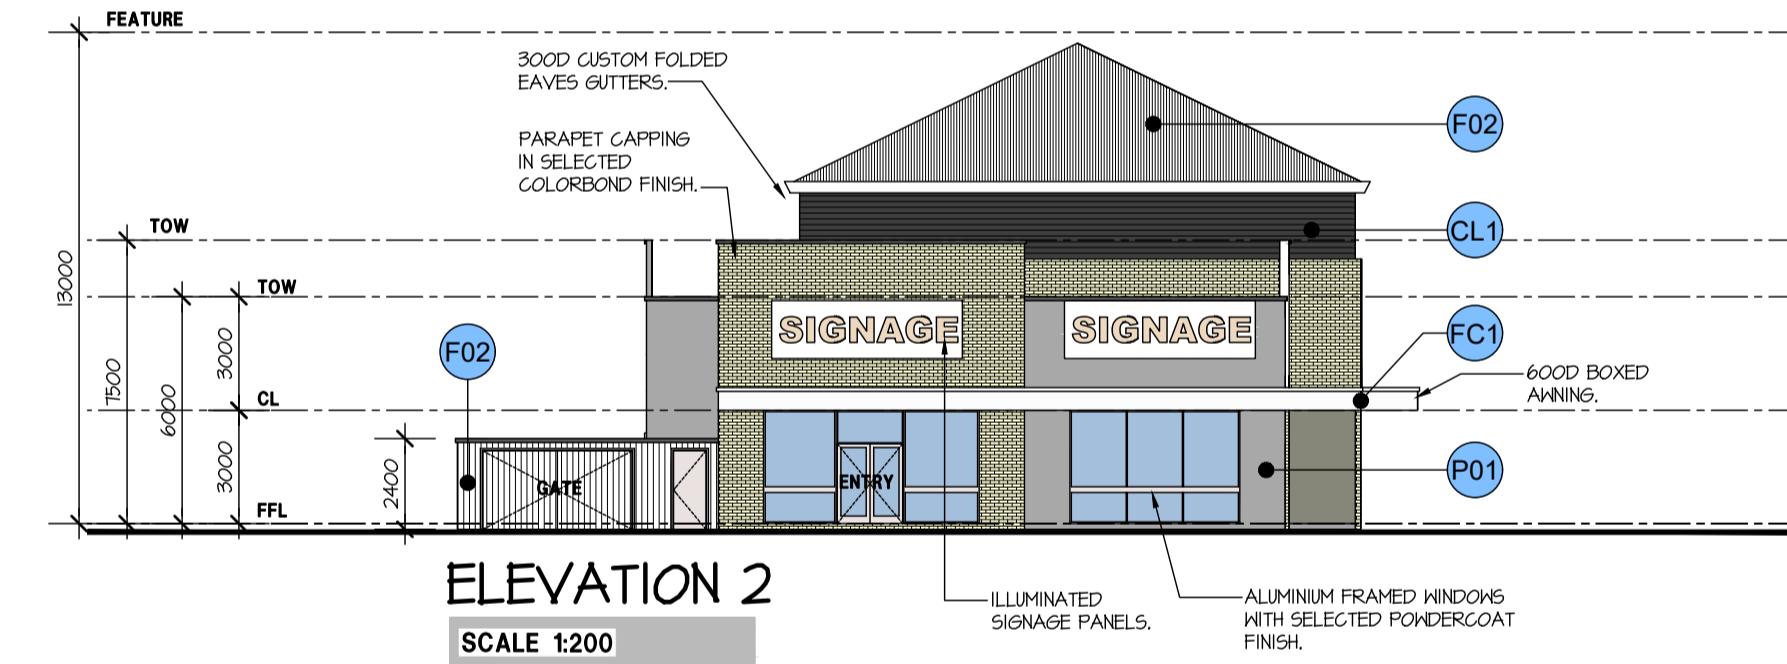 FEATURE
300D CUSTOM FOLDED
EAVES GUTTERS.
F02
PARAPET CAPPING
IN SELECTED
COLORBOND FINISH.
TOW
CL1
13000
TOW
SIGNAGE
SIGNAGE
FC1
F02
3000
7500
6000
600D BOXED
AWNING.
CL
3000
2400
P01
GATE
ENTRY
FFL
ELEVATION 2
SCALE 1:200
ILLUMINATED
SIGNAGE PANELS.
ALUMINIUM FRAMED WINDOWS
WITH SELECTED POWDERCOAT
FINISH.